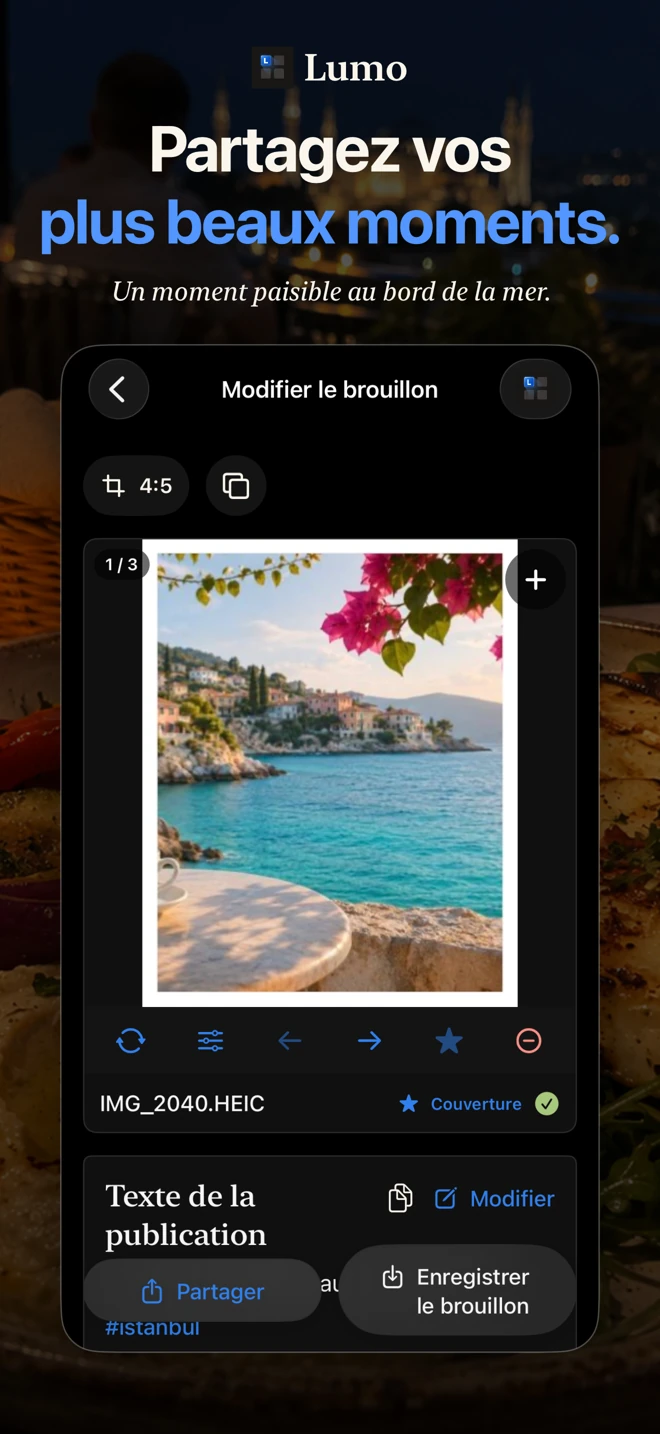 Lumo
Partagez vos
plus beaux moments.
Un moment paisible au bord de la mer.
Modifier le brouillon
4:5
1 / 3
IMG_2040.HEIC
Couverture
Texte de la
publication
Modifier
Partager
au
Enregistrer
le brouillon
#istanbul